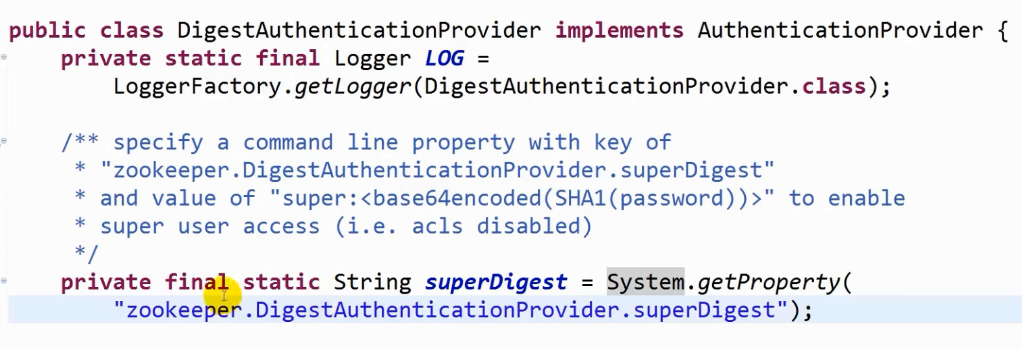 public class DigestAuthenticationProvider implements AuthenticationProvider {
private static final Logger LOG =
LoggerFactory.getLogger(DigestAuthenticationProvider.class);
/** specify a command line property with key of
* "zookeeper.DigestAuthenticationProvider.superDigest"
* and value of "super:<base64encoded(SHA1(password))>" to enable
* super user access (i.e. acls disabled)
*/
private final static String superDigest = System.getProperty(
"zookeeper.DigestAuthenticationProvider.superDigest");